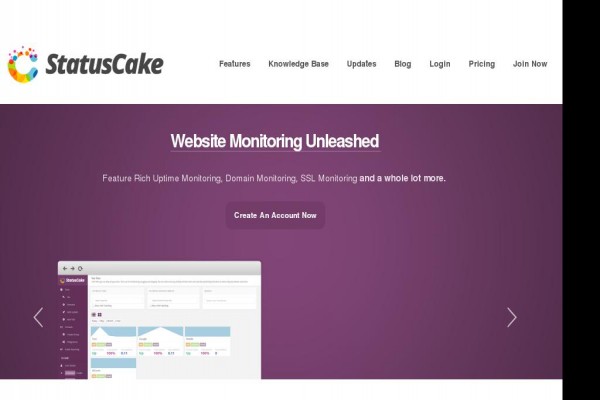 StatusCake
Features Knowledge Base Updates Blog Login Pricing Join Now
Website Monitoring Unleashed
Feature Rich Uptime Monitoring, Domain Monitoring, SSL Monitoring and a whole lot more.
Create An Account Now
StatusCake